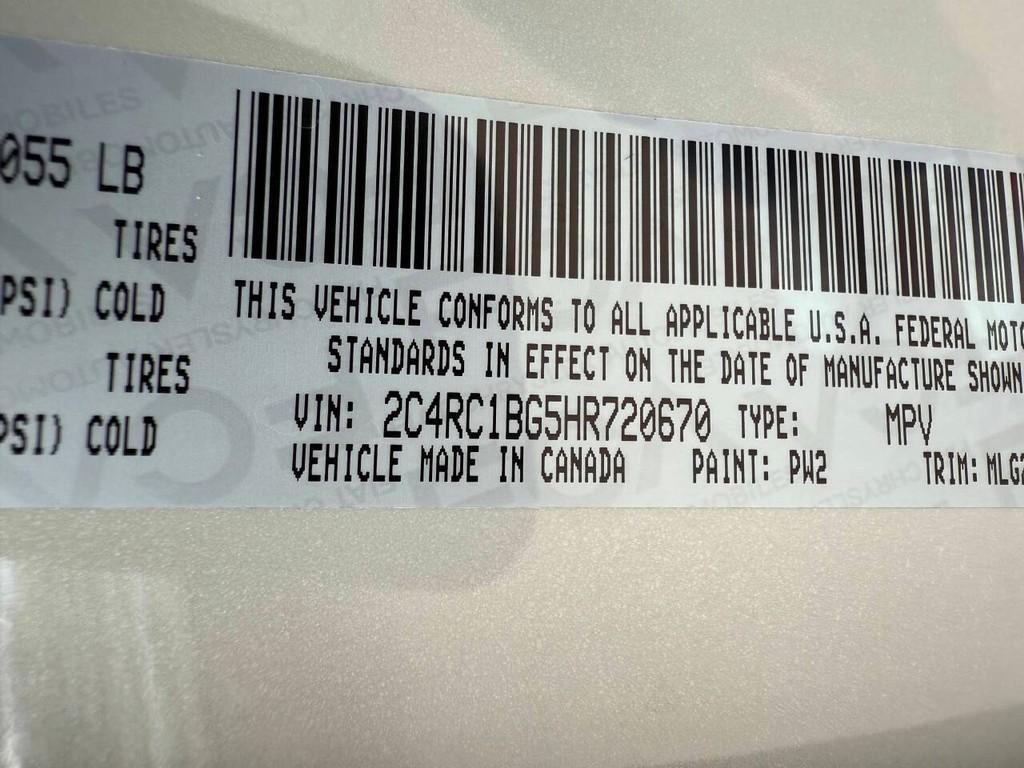 055 LB
TIRES
PSI) COLD
TIRES
PSI) COLD
THIS VEHICLE CONFORMS TO ALL APPLICABLE U.S.A. FEDERAL MOTO
STANDARDS IN EFFECT ON THE DATE OF MANUFACTURE SHOWN
VIN: 2C4RC1BG5HR720670 TYPE: MPV
VEHICLE MADE IN CANADA PAINT: PW2 TRIM: MLG2